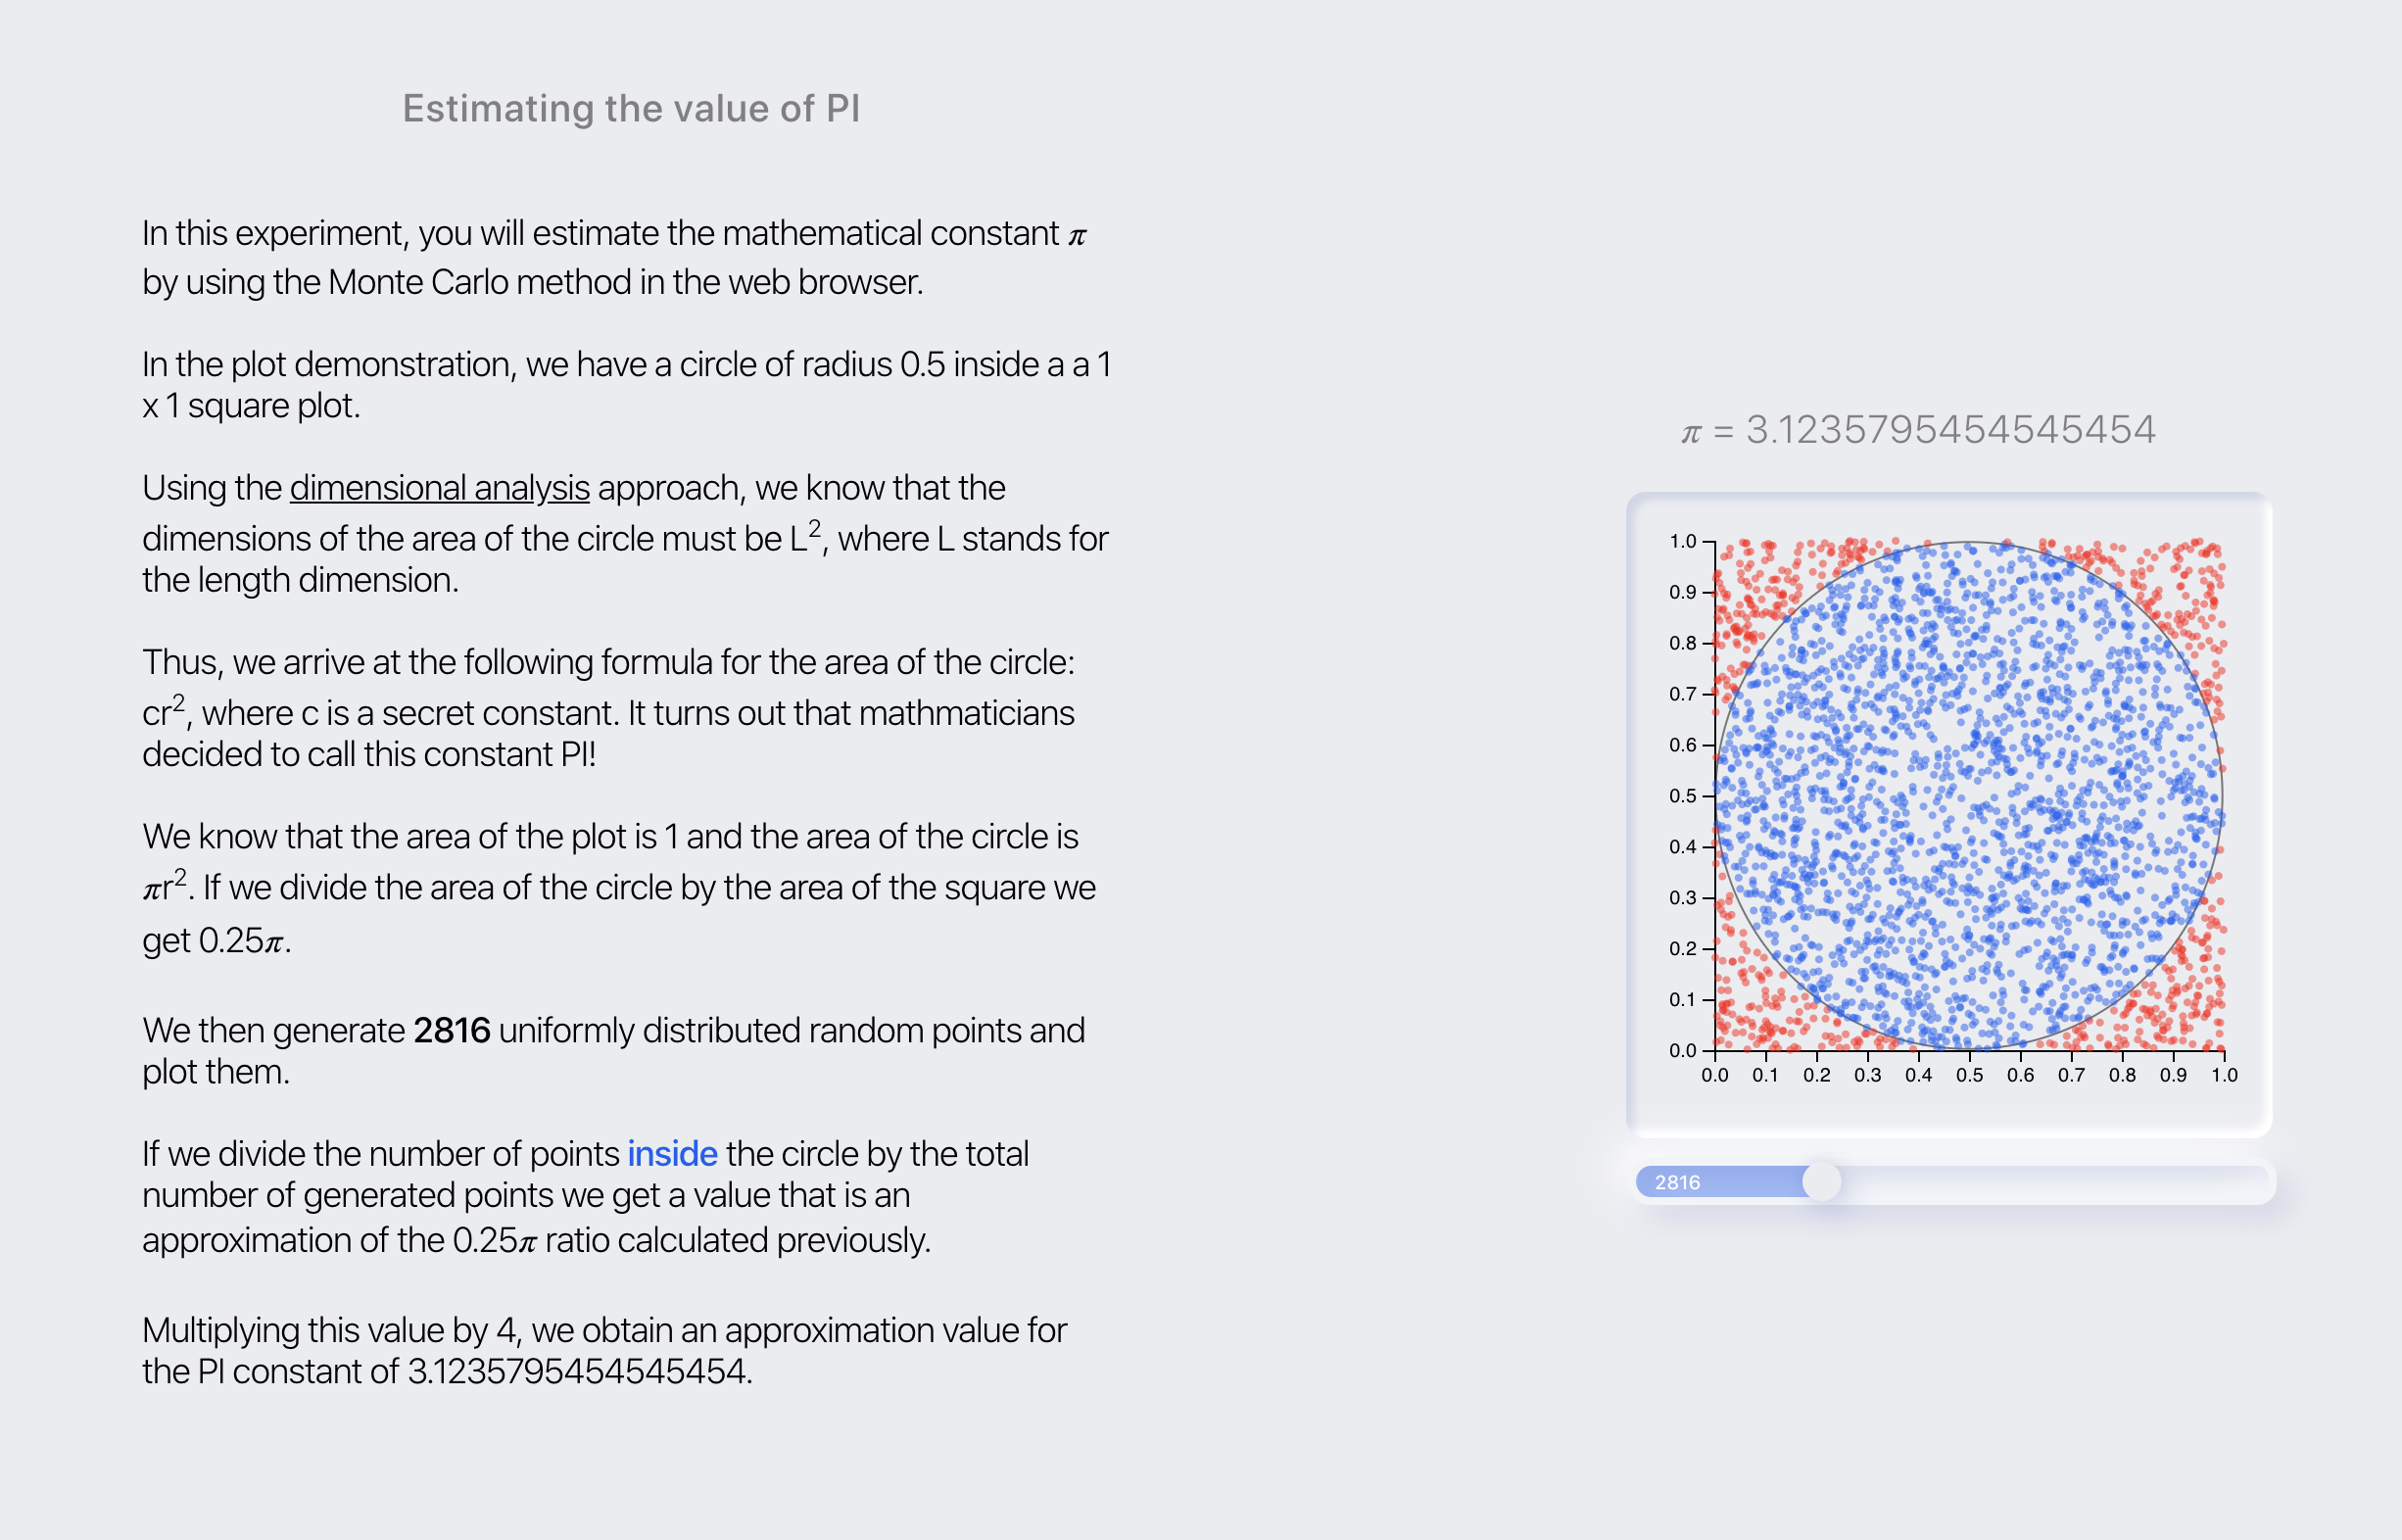 Estimating the value of PI
In this experiment, you will estimate the mathematical constant π
by using the Monte Carlo method in the web browser.
In the plot demonstration, we have a circle of radius 0.5 inside a a 1
x 1 square plot.
Using the dimensional analysis approach, we know that the
dimensions of the area of the circle must be L², where L stands for
the length dimension.
Thus, we arrive at the following formula for the area of the circle:
cr², where c is a secret constant. It turns out that mathmaticians
decided to call this constant PI!
We know that the area of the plot is 1 and the area of the circle is
πr². If we divide the area of the circle by the area of the square we
get 0.25π.
We then generate 2816 uniformly distributed random points and
plot them.
If we divide the number of points inside the circle by the total
number of generated points we get a value that is an
approximation of the 0.25π ratio calculated previously.
Multiplying this value by 4, we obtain an approximation value for
the PI constant of 3.1235795454545454.
π = 3.1235795454545454
1.0
0.9
0.8
0.7
0.6
0.5
0.4
0.3
0.2
0.1
0.0
0.0 0.1 0.2 0.3 0.4 0.5 0.6 0.7 0.8 0.9 1.0
2816